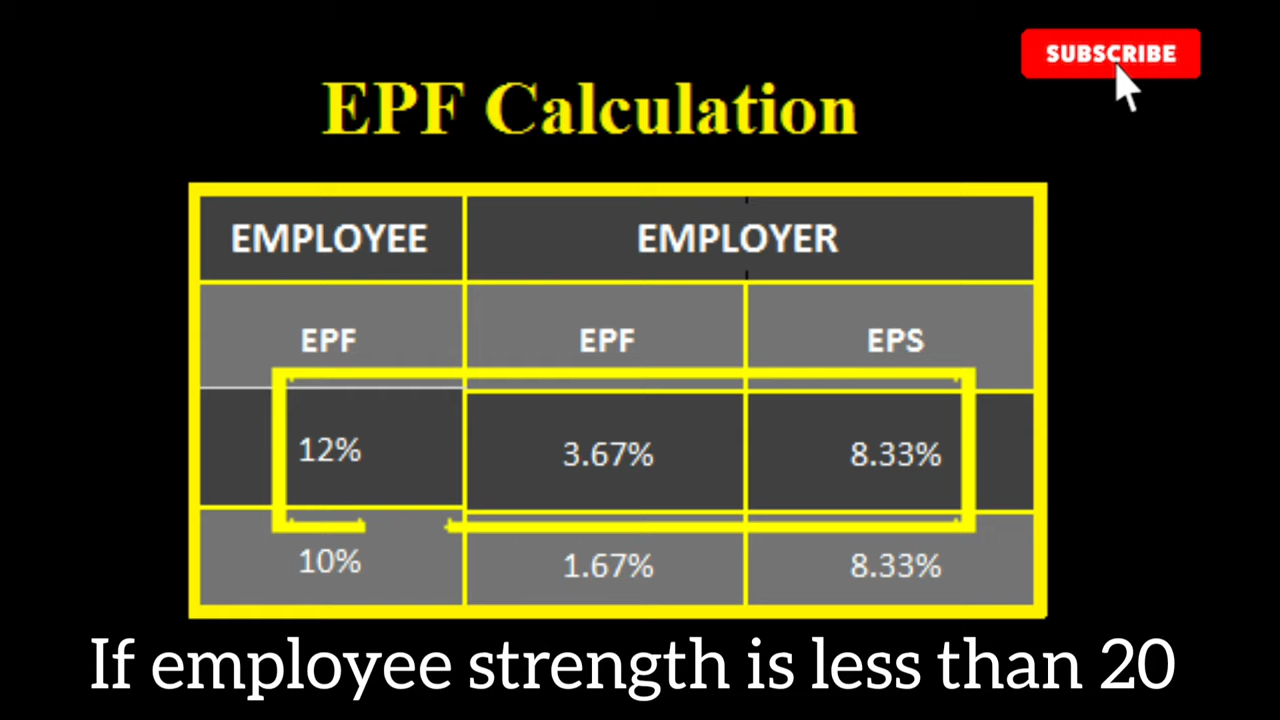 SUBSCRIBE
EPF Calculation
EMPLOYEE EMPLOYER
EPF EPF EPS
12% 3.67% 8.33%
10% 1.67% 8.33%
If employee strength is less than 20